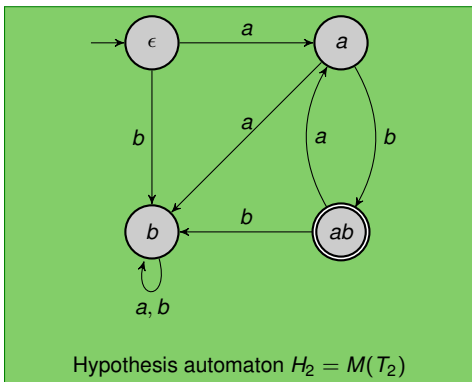 ϵ a a
b a a b
b b ab
a, b
Hypothesis automaton H₂ = M(T₂)